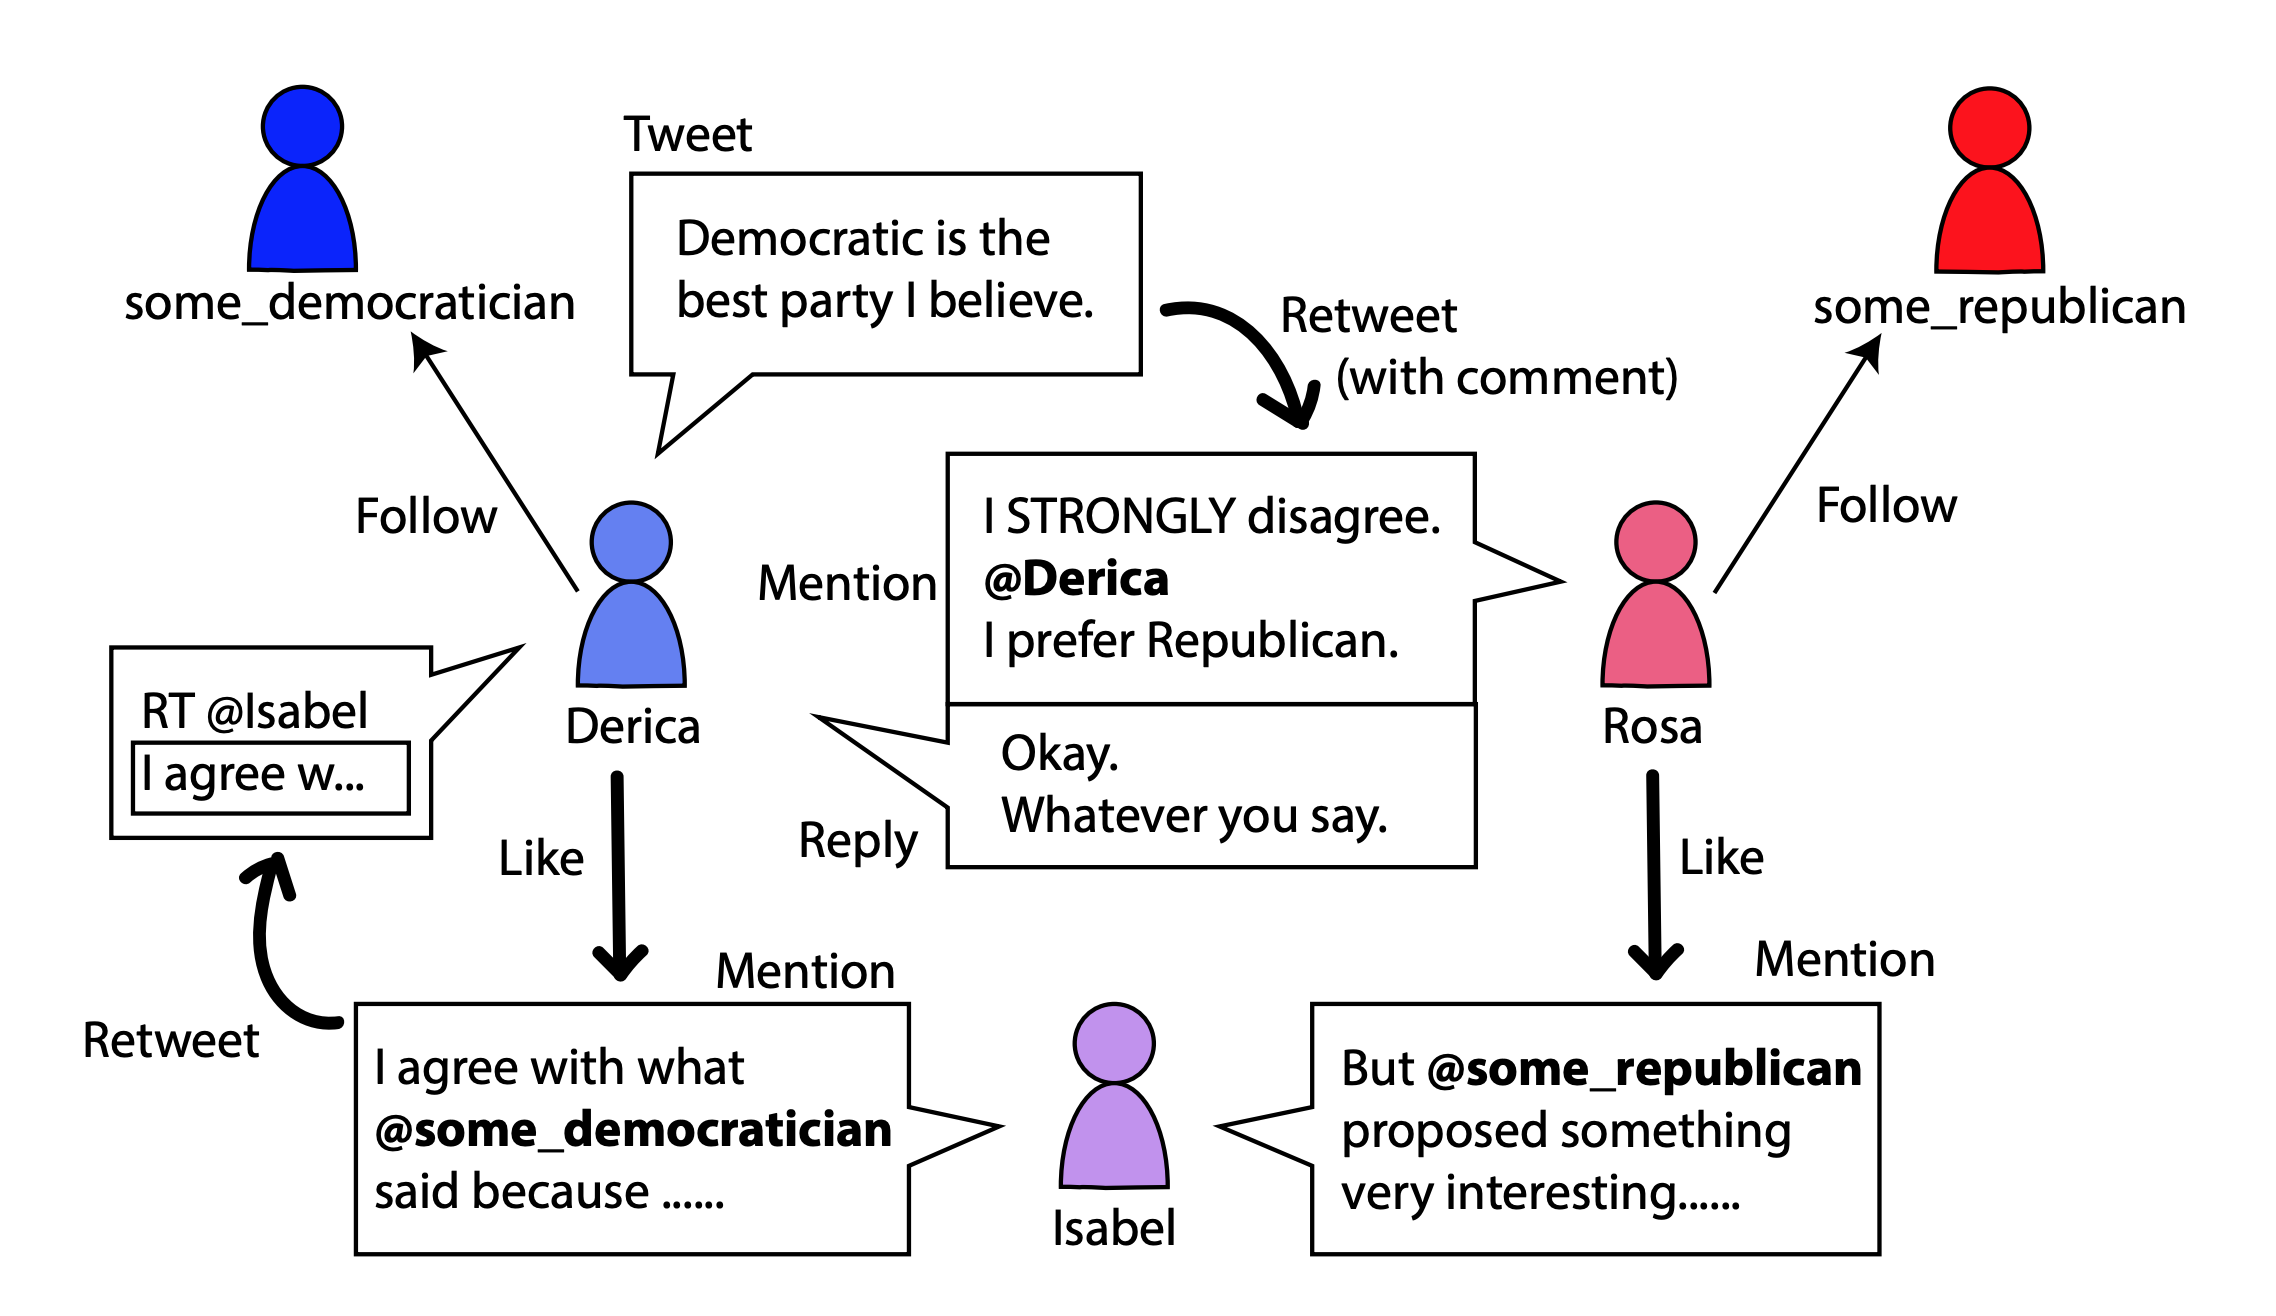 Tweet
Democratic is the
best party I believe.
some_democratician
some_republican
Retweet
(with comment)
Follow
Follow
Mention
I STRONGLY disagree.
@Derica
I prefer Republican.
RT @Isabel
I agree w...
Derica
Rosa
Okay.
Whatever you say.
Reply
Like
Like
Mention
Mention
Retweet
I agree with what
@some_democratician
said because ......
Isabel
But @some_republican
proposed something
very interesting......